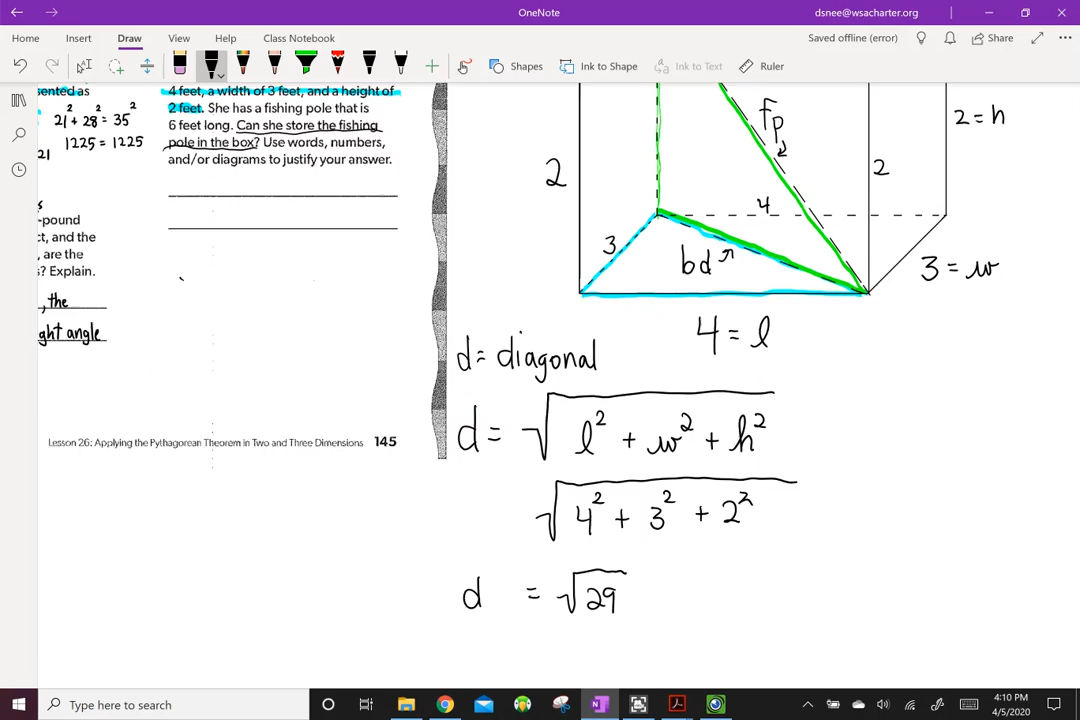 OneNote
dsnee@wsacharter.org
Home Insert Draw View Help Class Notebook
Saved offline (error) Share
Shapes Ink to Shape Ink to Text Ruler
sented as
21² + 28² = 35²
1225 = 1225
21
s
-pound
ct, and the
, are the
s? Explain.
, the
ght angle
4 feet, a width of 3 feet, and a height of
2 feet. She has a fishing pole that is
6 feet long. Can she store the fishing
pole in the box? Use words, numbers,
and/or diagrams to justify your answer.
Lesson 26: Applying the Pythagorean Theorem in Two and Three Dimensions 145
Fp
2 = h
2
2
4
3
bd
3 = w
4 = l
d = diagonal
d = √l² + w² + h²
√4² + 3² + 2²
d = √29
Type here to search
4:10 PM
4/5/2020